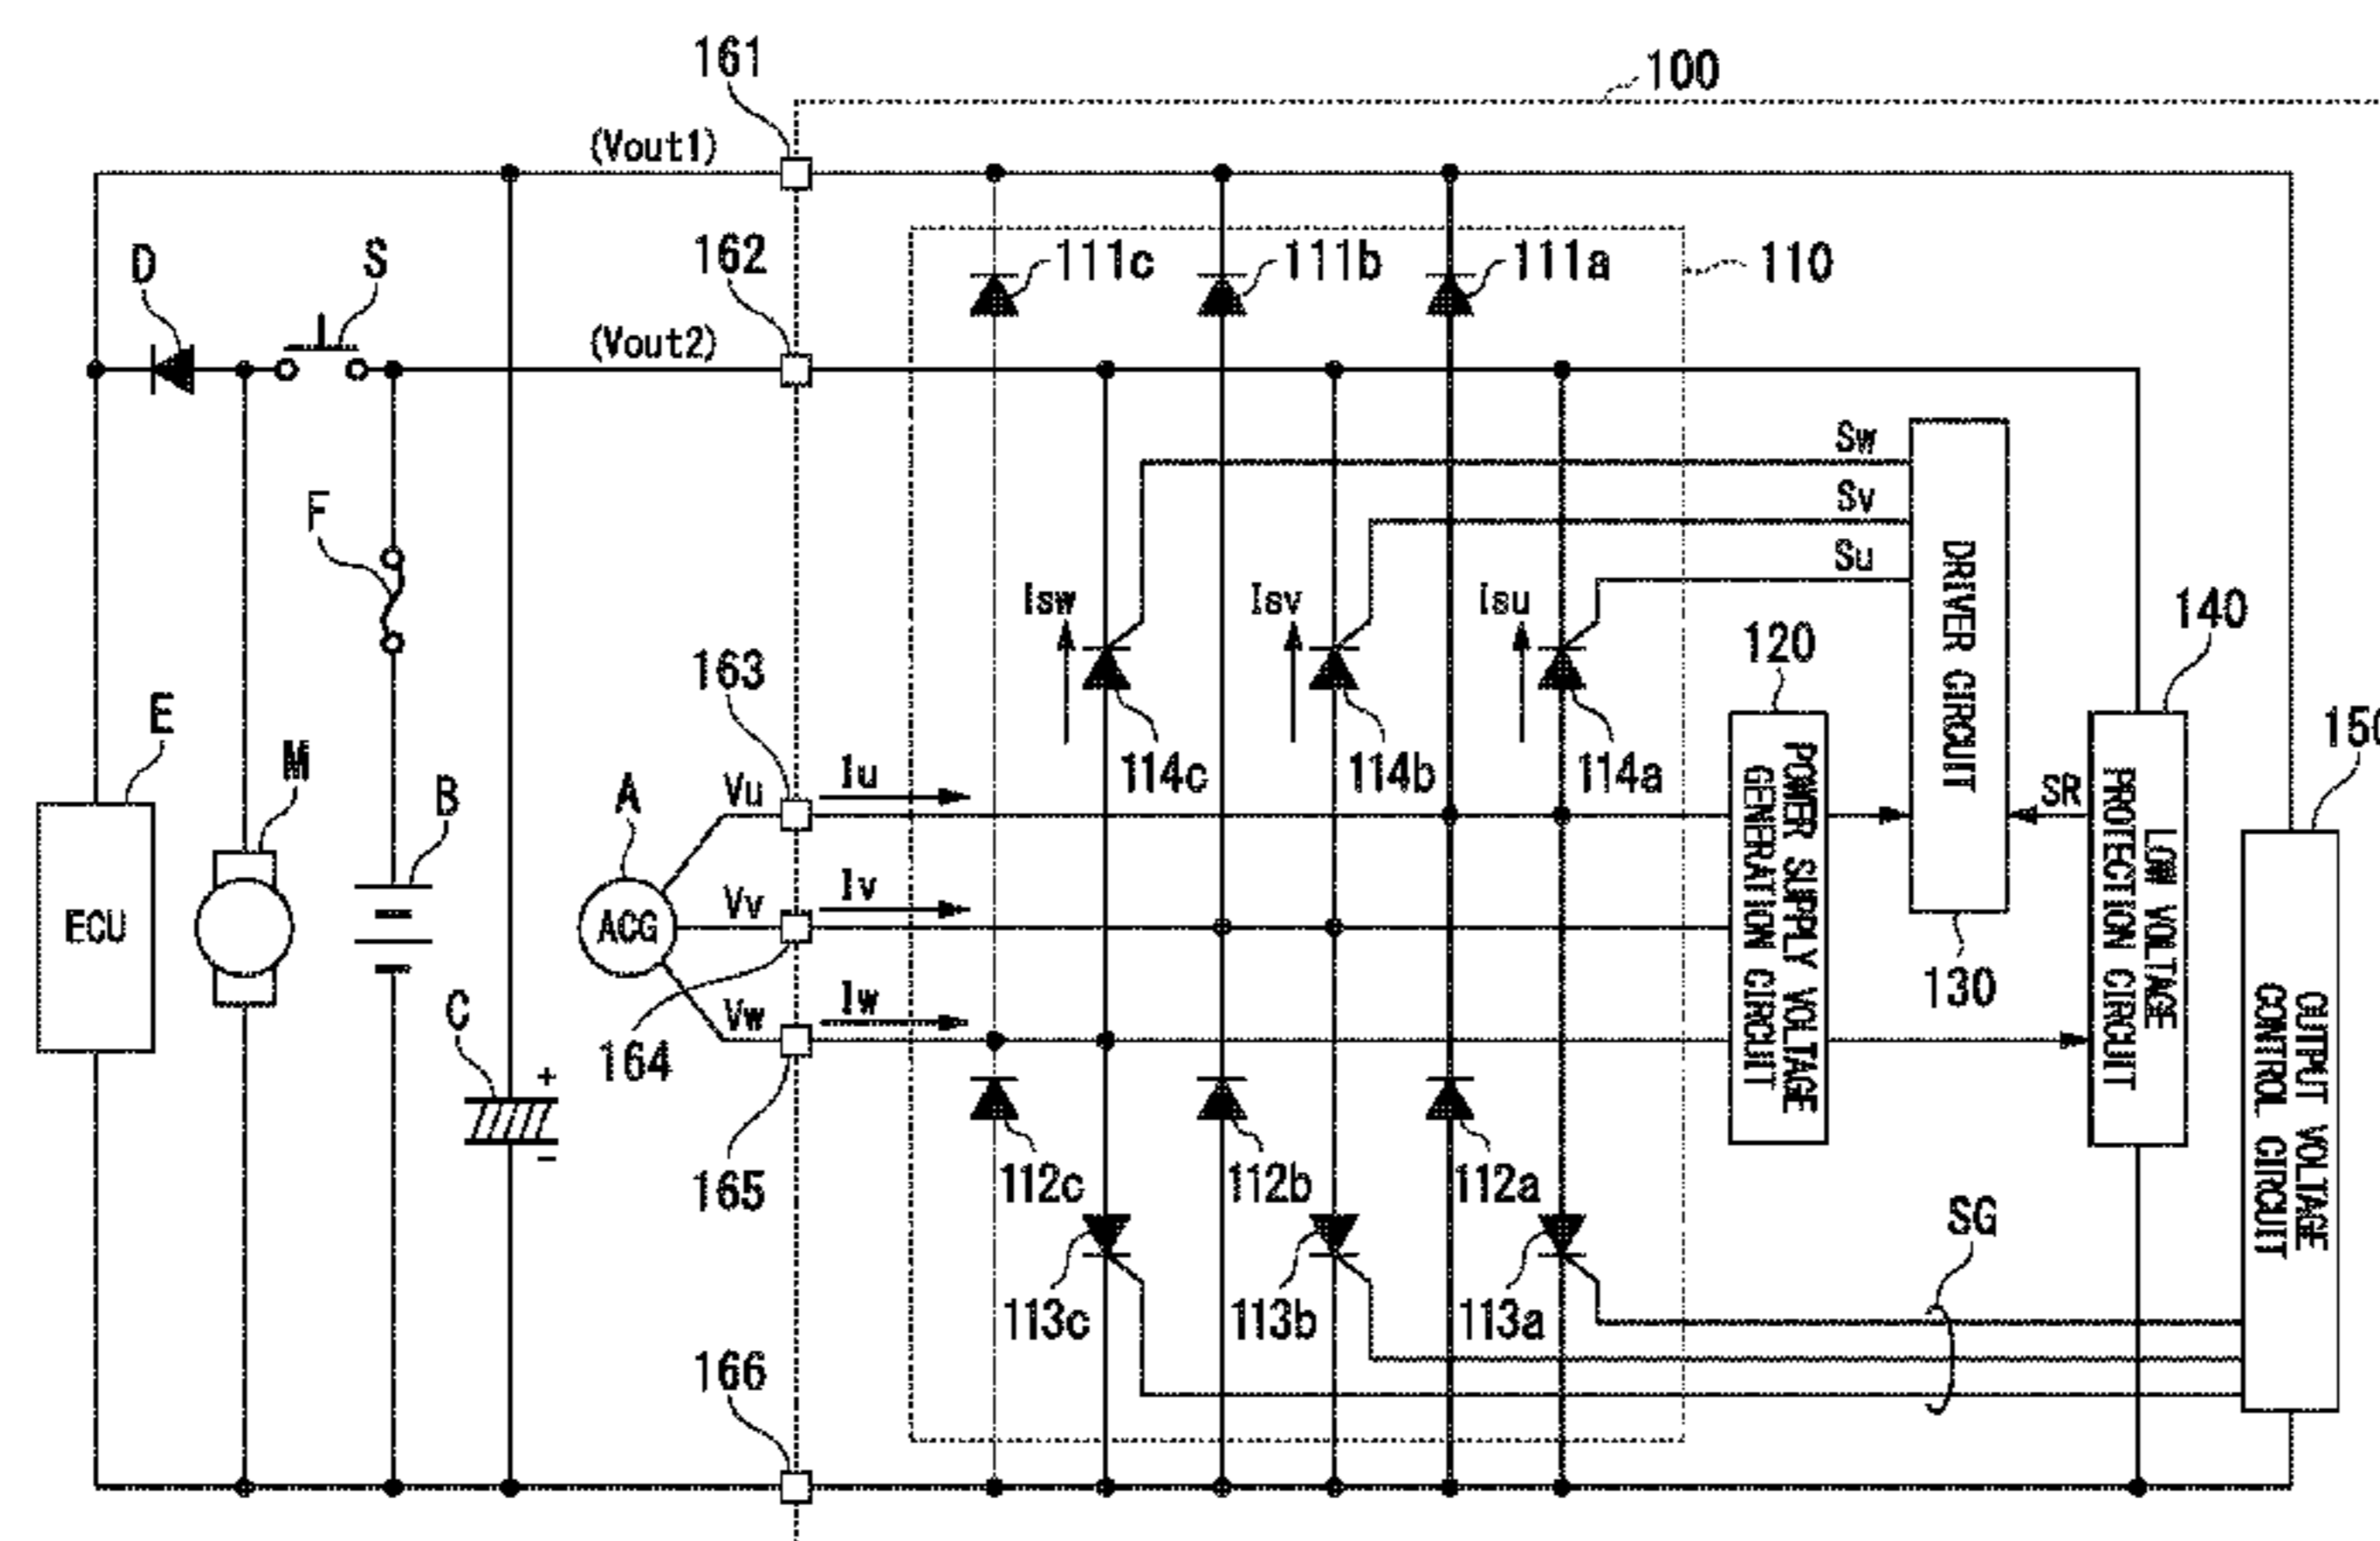 161
100
(Vout1)
D
S
162
111c
111b
111a
110
(Vout2)
Sw
Sv
Su
F
DRIVER CIRCUIT
Isw
Isv
Isu
140
120
163
E
M
B
A
Vu
Iu
114c
114b
114a
150
SR
POWER SUPPLY VOLTAGE
GENERATION CIRCUIT
LOW VOLTAGE
PROTECTION CIRCUIT
ECU
ACG
Vv
Iv
130
OUTPUT VOLTAGE
CONTROL CIRCUIT
C
Vw
Iw
164
+
-
165
112c
112b
112a
SG
113c
113b
113a
166